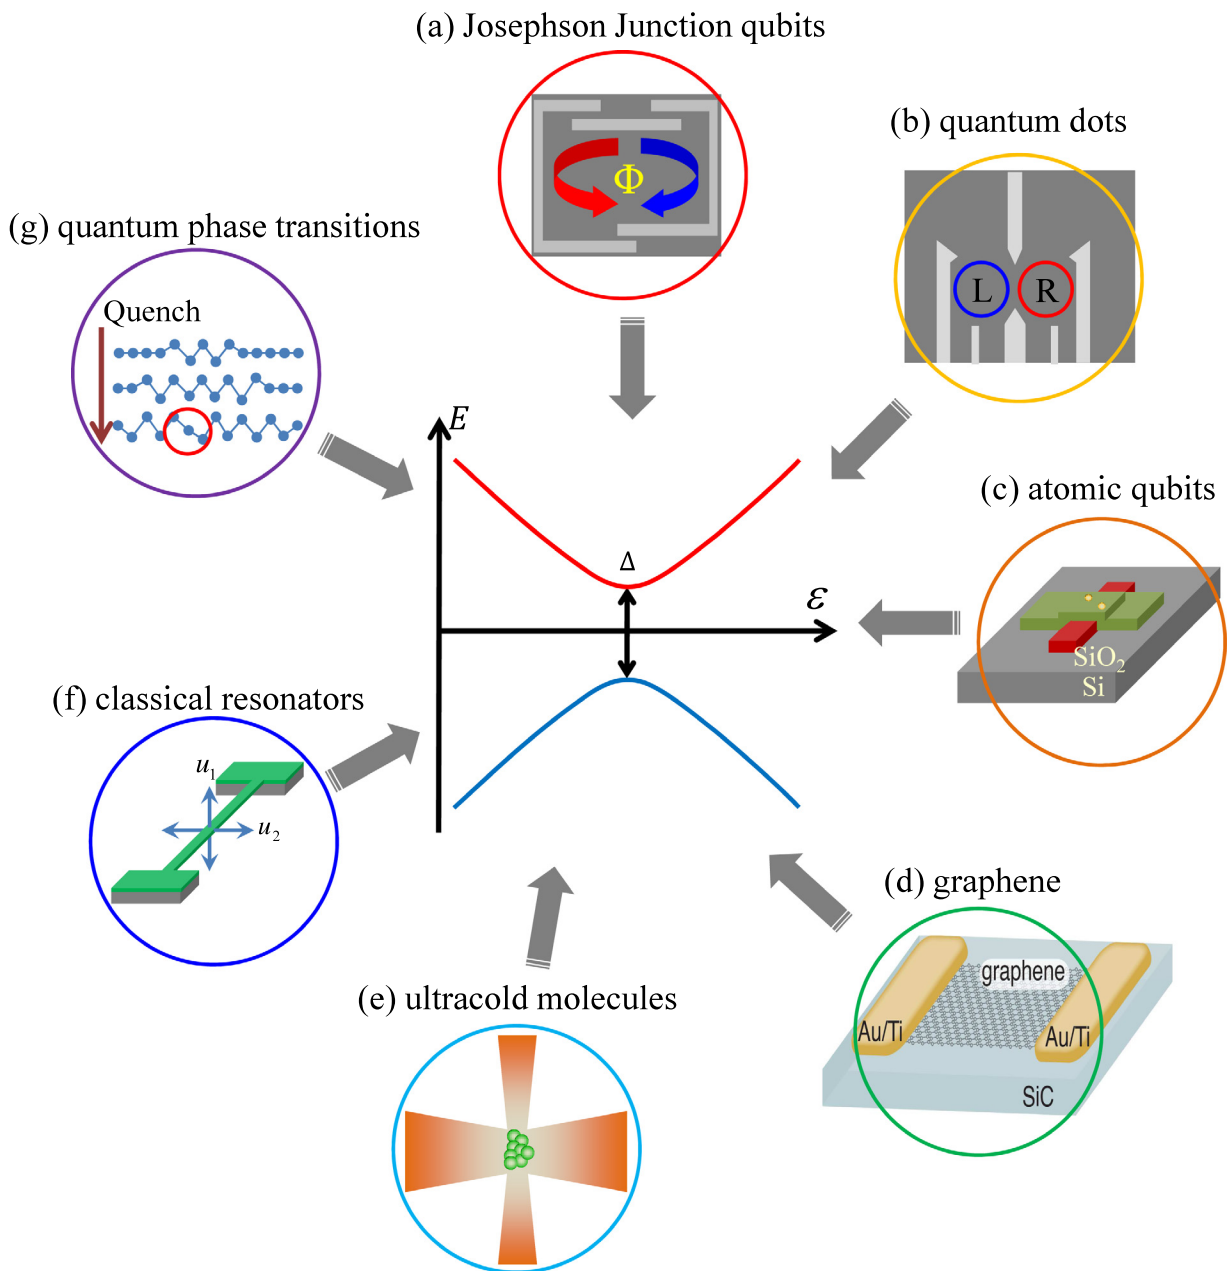 (a) Josephson Junction qubits
Φ
(b) quantum dots
L R
(g) quantum phase transitions
Quench
E
Δ
ε
(c) atomic qubits
SiO₂
Si
(f) classical resonators
u₁
u₂
(d) graphene
graphene
Au/Ti
Au/Ti
SiC
(e) ultracold molecules